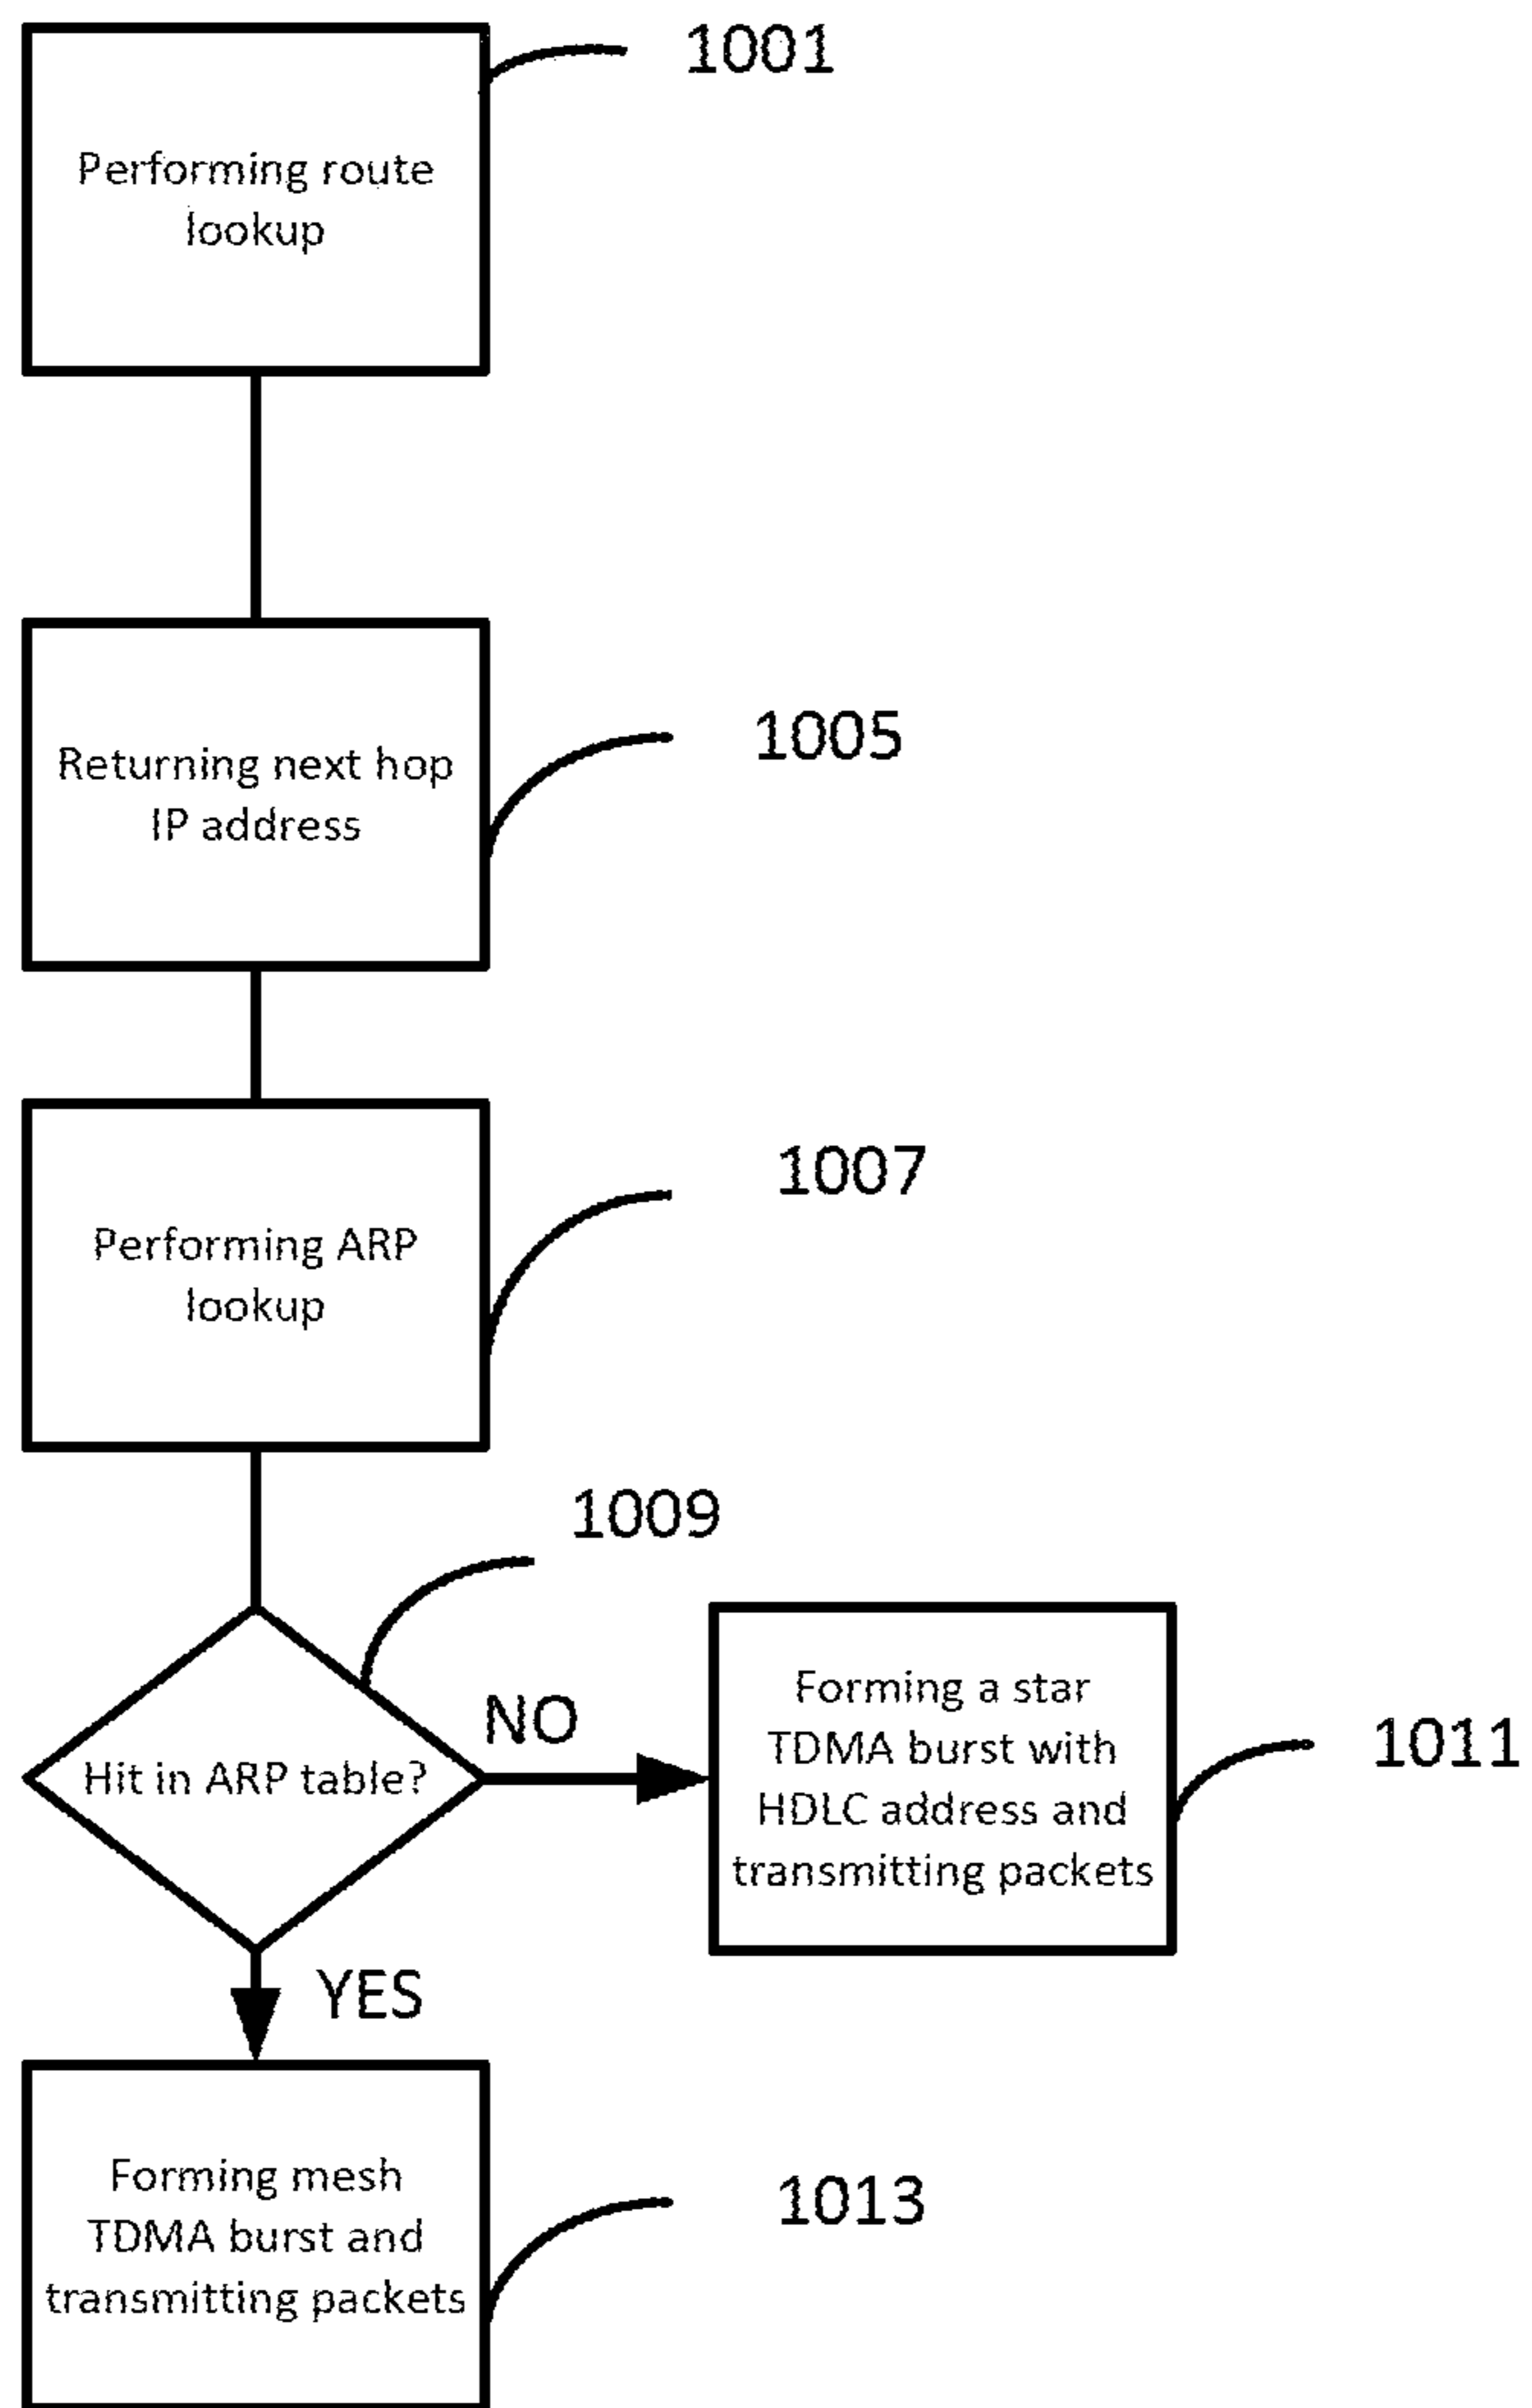 1001
Performing route
lookup
1005
Returning next hop
IP address
1007
Performing ARP
lookup
1009
Hit in ARP table?
NO
Forming a star
TDMA burst with
HDLC address and
transmitting packets
1011
YES
Forming mesh
TDMA burst and
transmitting packets
1013